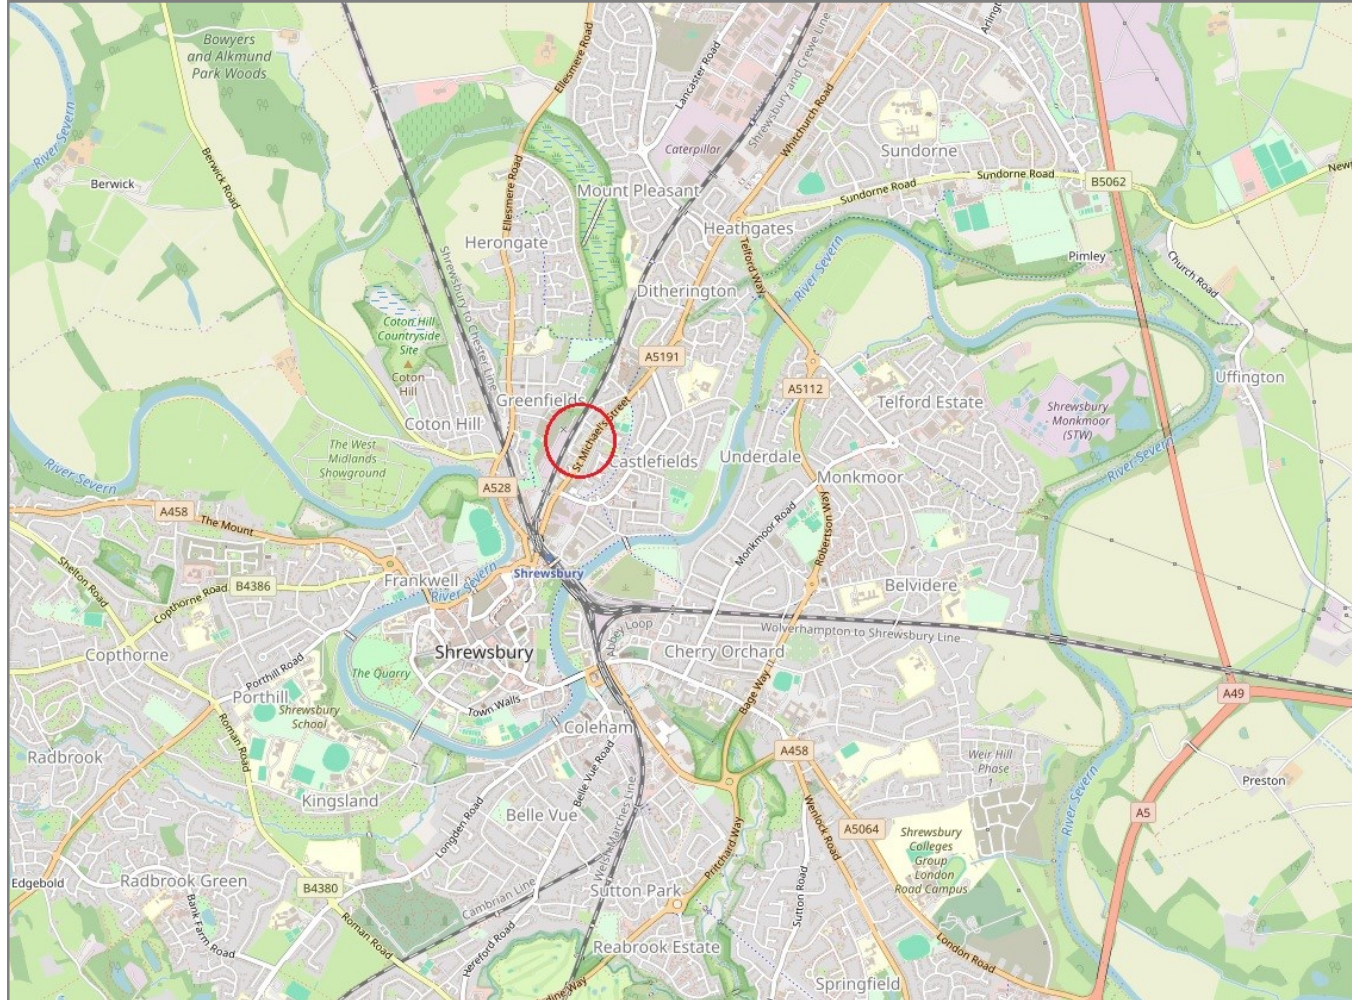 Bowyers
and Alkmund
Park Woods
Ellesmere Road
Lancaster Road
Shrewsbury and Crewe Line
Whitchurch Road
River Severn
Berwick Road
Caterpillar
Sundorne
Berwick
Mount Pleasant
Sundorne Road
Sundorne Road
B5062
Ellesmere Road
Herongate
Heathgates
Telford Way
River Severn
Pimley
Church Road
Shrewsbury to Chester Line
Ditherington
Coton Hill
Countryside
Site
Coton
Hill
A5191
A5112
Uffington
Greenfields
St Michael's Street
Telford Estate
Shrewsbury
Monkmoor
(STW)
Coton Hill
The West
Midlands
Showground
Castlefields
Underdale
Monkmoor
River Severn
River Severn
A528
A458
The Mount
Monkmoor Road
Robertson Way
Shelton Road
Frankwell
Shrewsbury
River Severn
B4386
Copthorne Road
Belvidere
Abbey Loop
Wolverhampton to Shrewsbury Line
Copthorne
Shrewsbury
Cherry Orchard
Porthill Road
The Quarry
Porthill
Shrewsbury
School
Town Walls
Bage Way
A49
Roman Road
Coleham
Radbrook
A458
Weir Hill
Phase
1
River Severn
Preston
Kingsland
Belle Vue Road
Belle Vue
Longden Road
Welsh Marches Line
Pritchard Way
Wenlock Road
A5064
A5
Shrewsbury
Colleges
Group
London
Road Campus
Edgebold
Radbrook Green
B4380
Cambrian Line
Sutton Park
Sutton Road
Bank Farm Road
Roman Road
Hereford Road
Reabrook Estate
London Road
Springfield